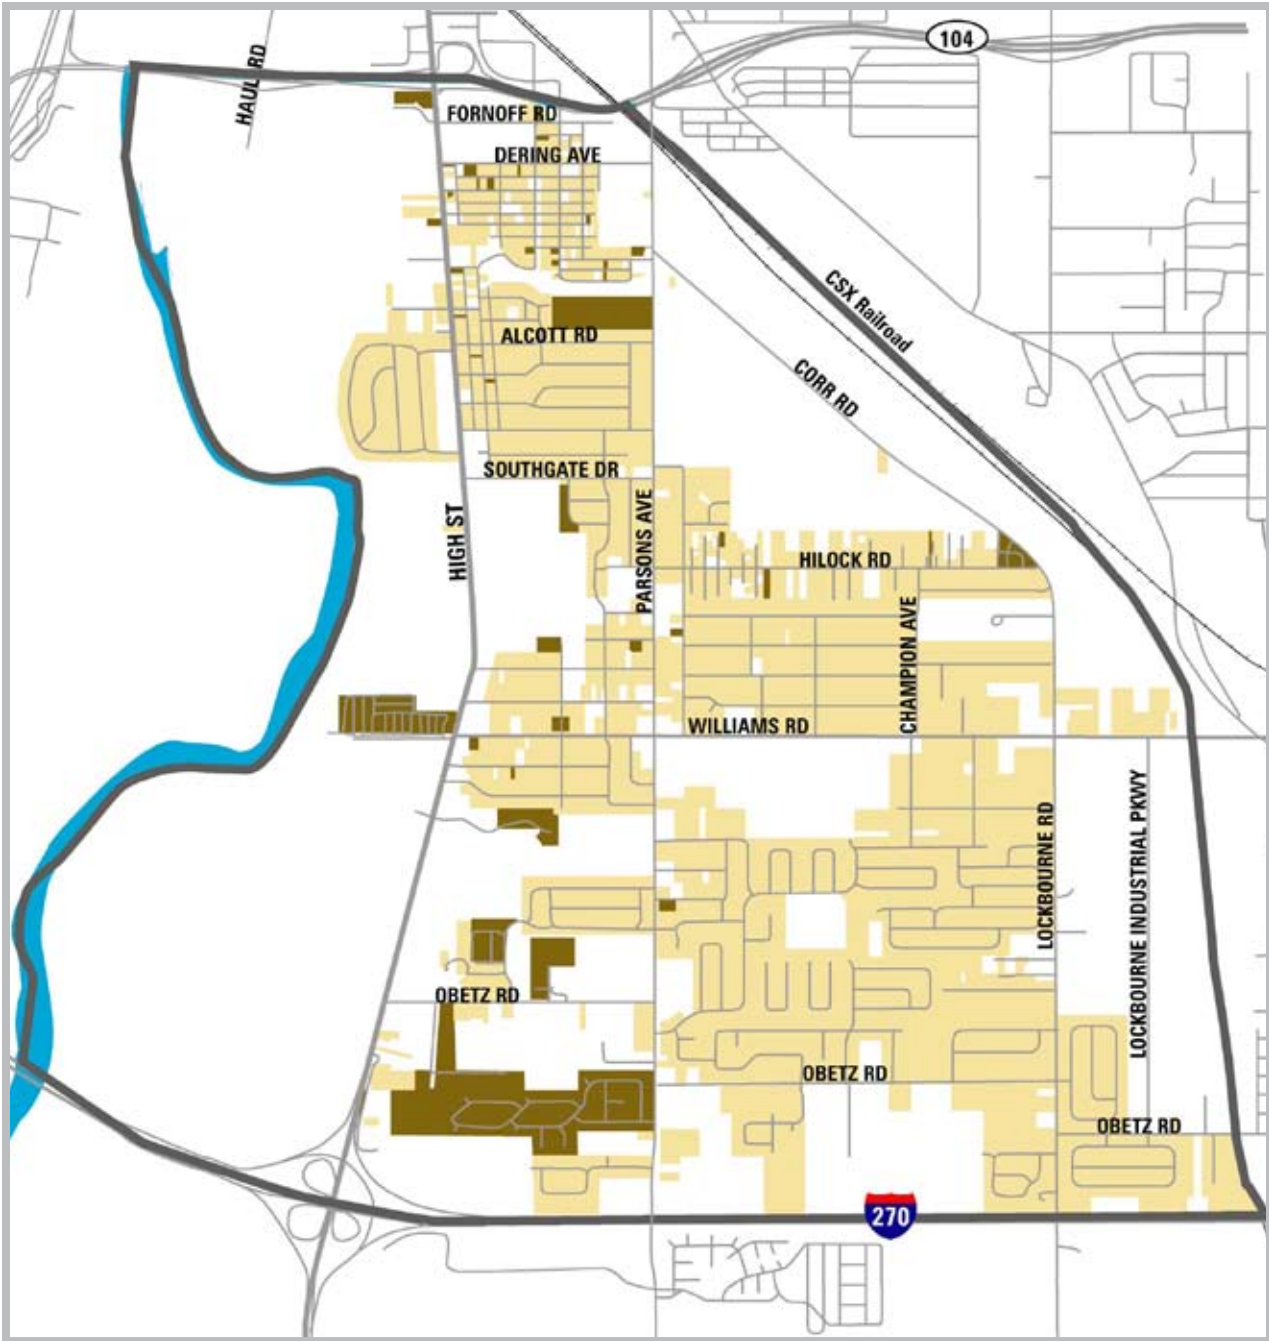 104
HAUL RD
FORNOFF RD
DERING AVE
CSX Railroad
ALCOTT RD
CORR RD
SOUTHGATE DR
HIGH ST
PARSONS AVE
HILOCK RD
CHAMPION AVE
WILLIAMS RD
LOCKBOURNE RD
LOCKBOURNE INDUSTRIAL PKWY
OBETZ RD
OBETZ RD
OBETZ RD
270